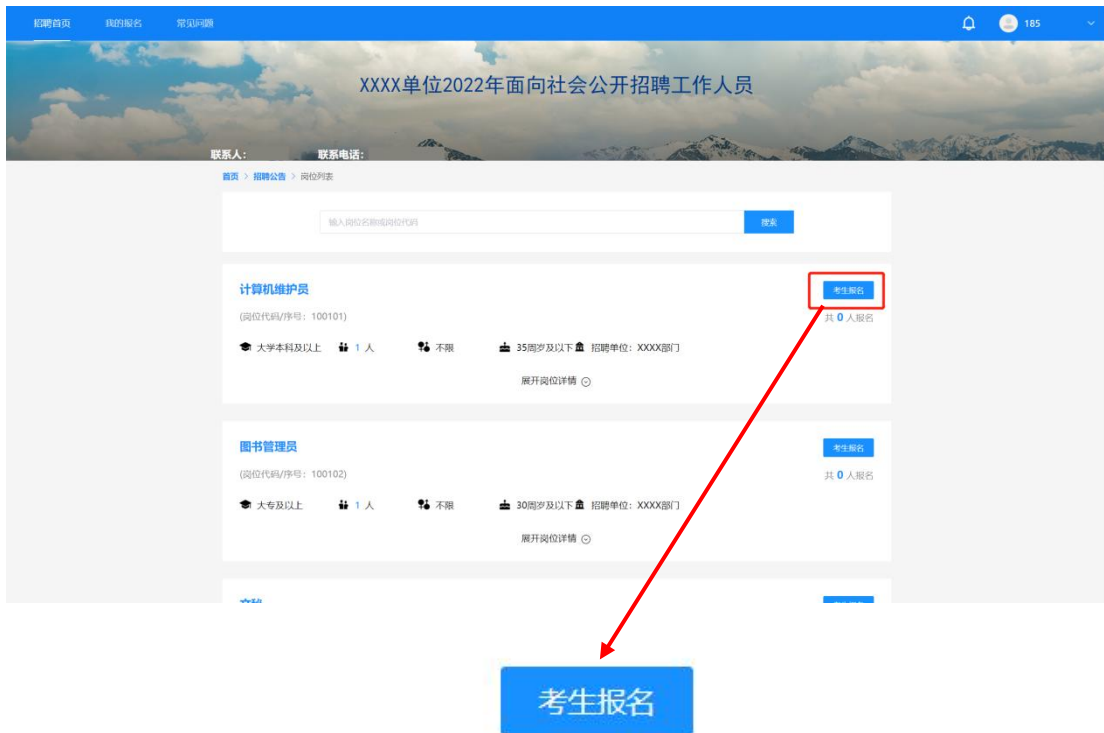 招聘首页 我的报名 常见问题 185
XXXX单位2022年面向社会公开招聘工作人员
联系人： 联系电话：
首页 > 招聘公告 > 岗位列表
输入岗位名称或岗位代码 搜索
计算机维护员 考生报名
(岗位代码/序号：100101) 共 0 人报名
大学本科及以上 1 人 不限 35周岁及以下 招聘单位：XXXX部门
展开岗位详情
图书管理员 考生报名
(岗位代码/序号：100102) 共 0 人报名
大专及以上 1 人 不限 30周岁及以下 招聘单位：XXXX部门
展开岗位详情
考生报名